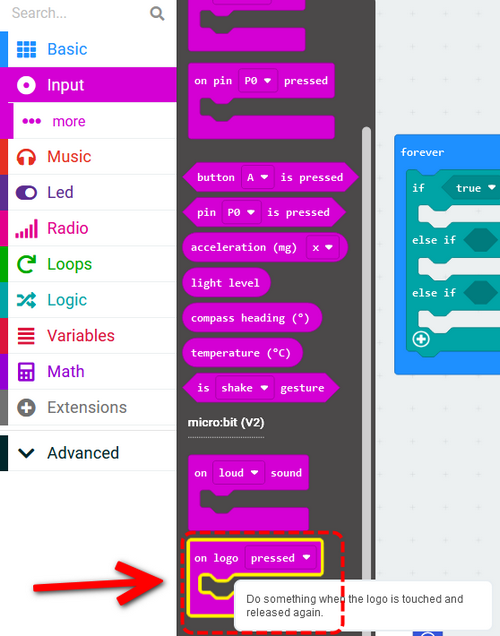 Search...
Basic
Input
more
Music
Led
Radio
Loops
Logic
Variables
Math
Extensions
Advanced
on pin P0 pressed
button A is pressed
pin P0 is pressed
acceleration (mg) x
light level
compass heading (°)
temperature (°C)
is shake gesture
micro:bit (V2)
on loud sound
on logo pressed
Do something when the logo is touched and
released again.
forever
if true
else if
else if